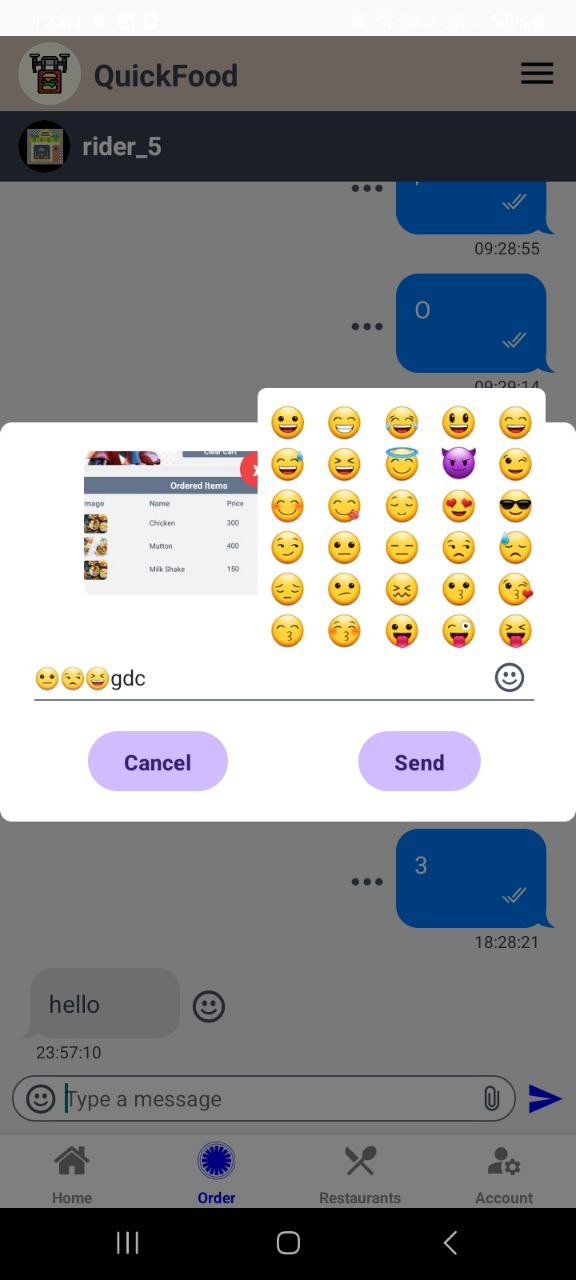 12:01 55%
QuickFood
rider_5
09:28:55
O
09:29:14
Clear Cart
X
Ordered Items
mage Name Price
Chicken 300
Mutton 400
Milk Shake 150
😐😒😆gdc
Cancel
Send
3
18:28:21
hello
23:57:10
Type a message
Home
Order
Restaurants
Account